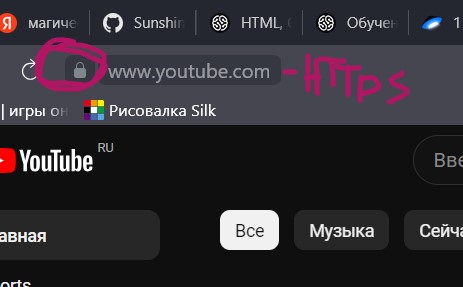 магиче Sunshin HTML, Обучен 1
www.youtube.com - HTTPS
игры он Рисовалка Silk
YouTube RU
Вве
авная Все Музыка Сейча
orts